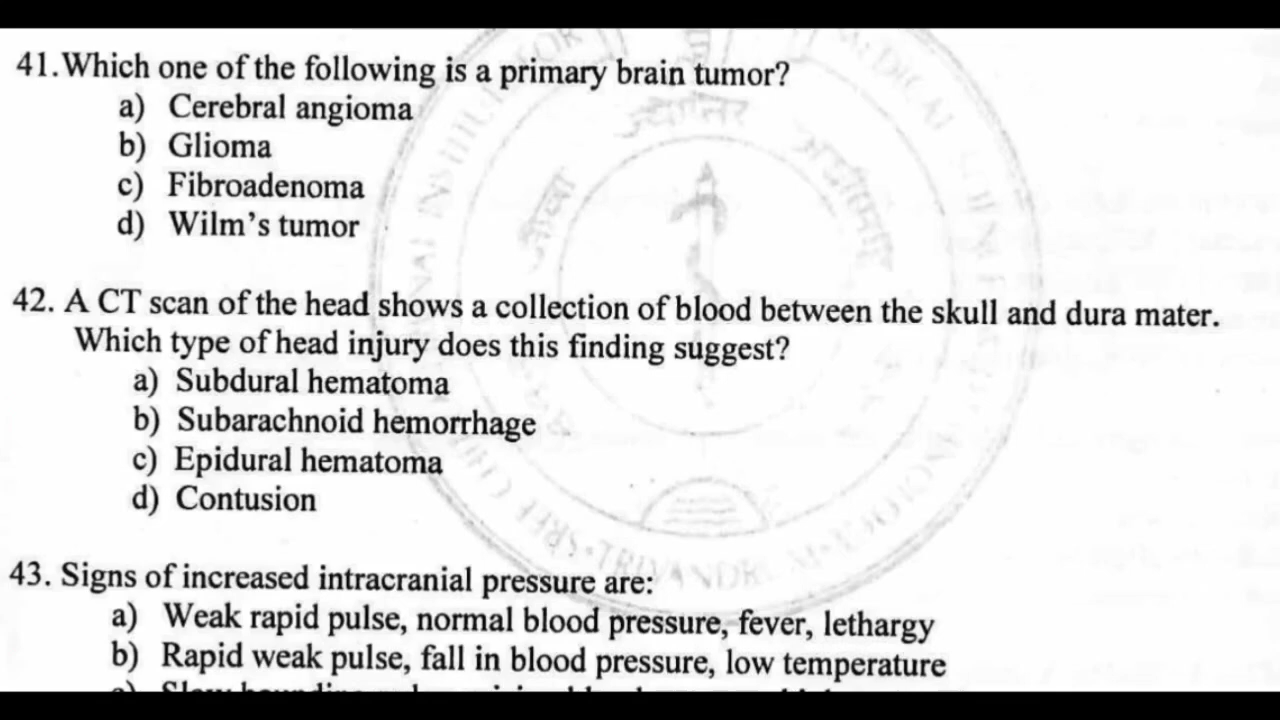 41.Which one of the following is a primary brain tumor?
a) Cerebral angioma
b) Glioma
c) Fibroadenoma
d) Wilm's tumor
42. A CT scan of the head shows a collection of blood between the skull and dura mater.
Which type of head injury does this finding suggest?
a) Subdural hematoma
b) Subarachnoid hemorrhage
c) Epidural hematoma
d) Contusion
43. Signs of increased intracranial pressure are:
a) Weak rapid pulse, normal blood pressure, fever, lethargy
b) Rapid weak pulse, fall in blood pressure, low temperature
TRIVANDRUM